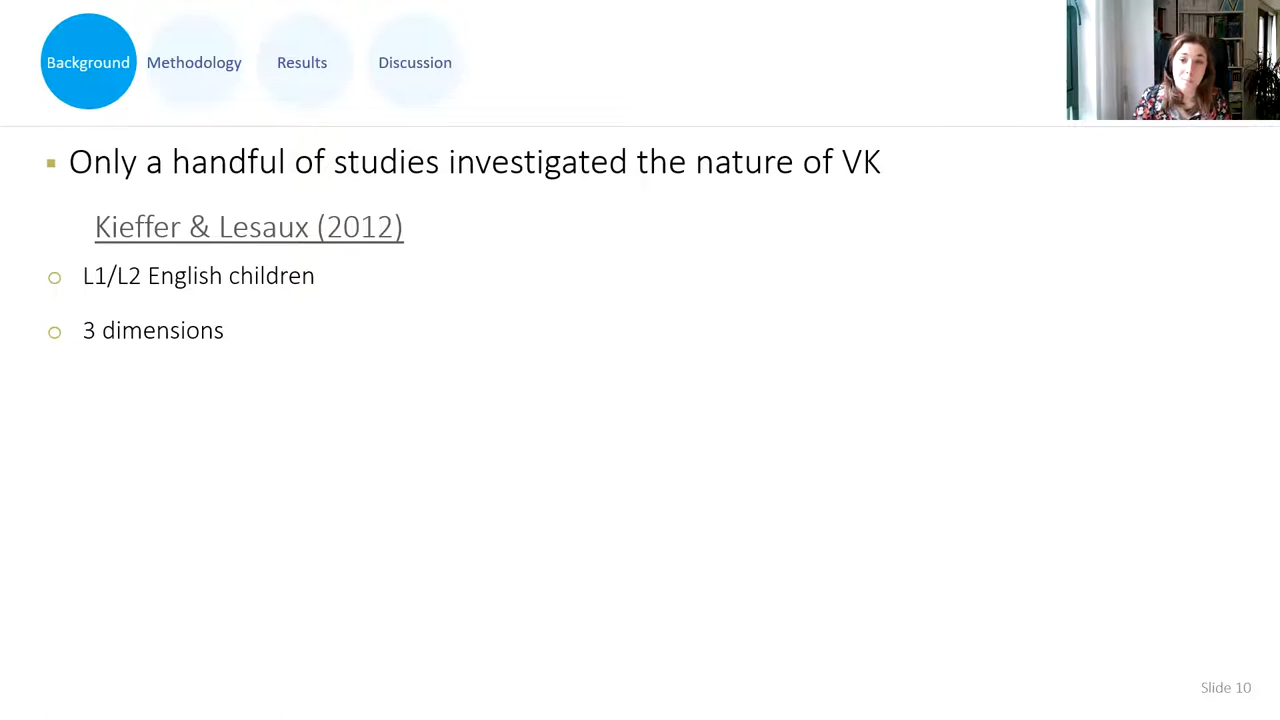 Background Methodology Results Discussion
Only a handful of studies investigated the nature of VK
Kieffer & Lesaux (2012)
L1/L2 English children
3 dimensions
Slide 10